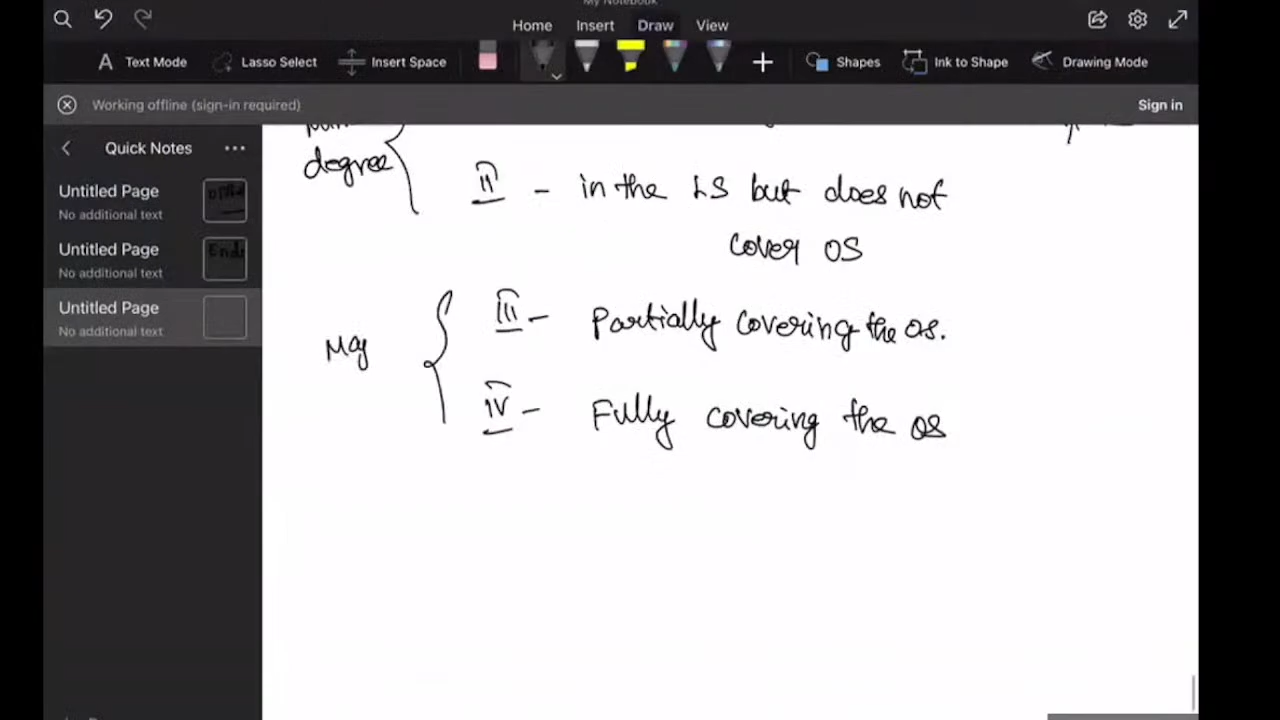 My Notebook
Home Insert Draw View
Text Mode Lasso Select Insert Space Shapes Ink to Shape Drawing Mode
Working offline (sign-in required) Sign in
Quick Notes
Untitled Page
No additional text
Untitled Page
No additional text
Untitled Page
No additional text
degree
II - in the LS but does not
cover OS
Maj
III - Partially covering the os.
IV - Fully covering the os